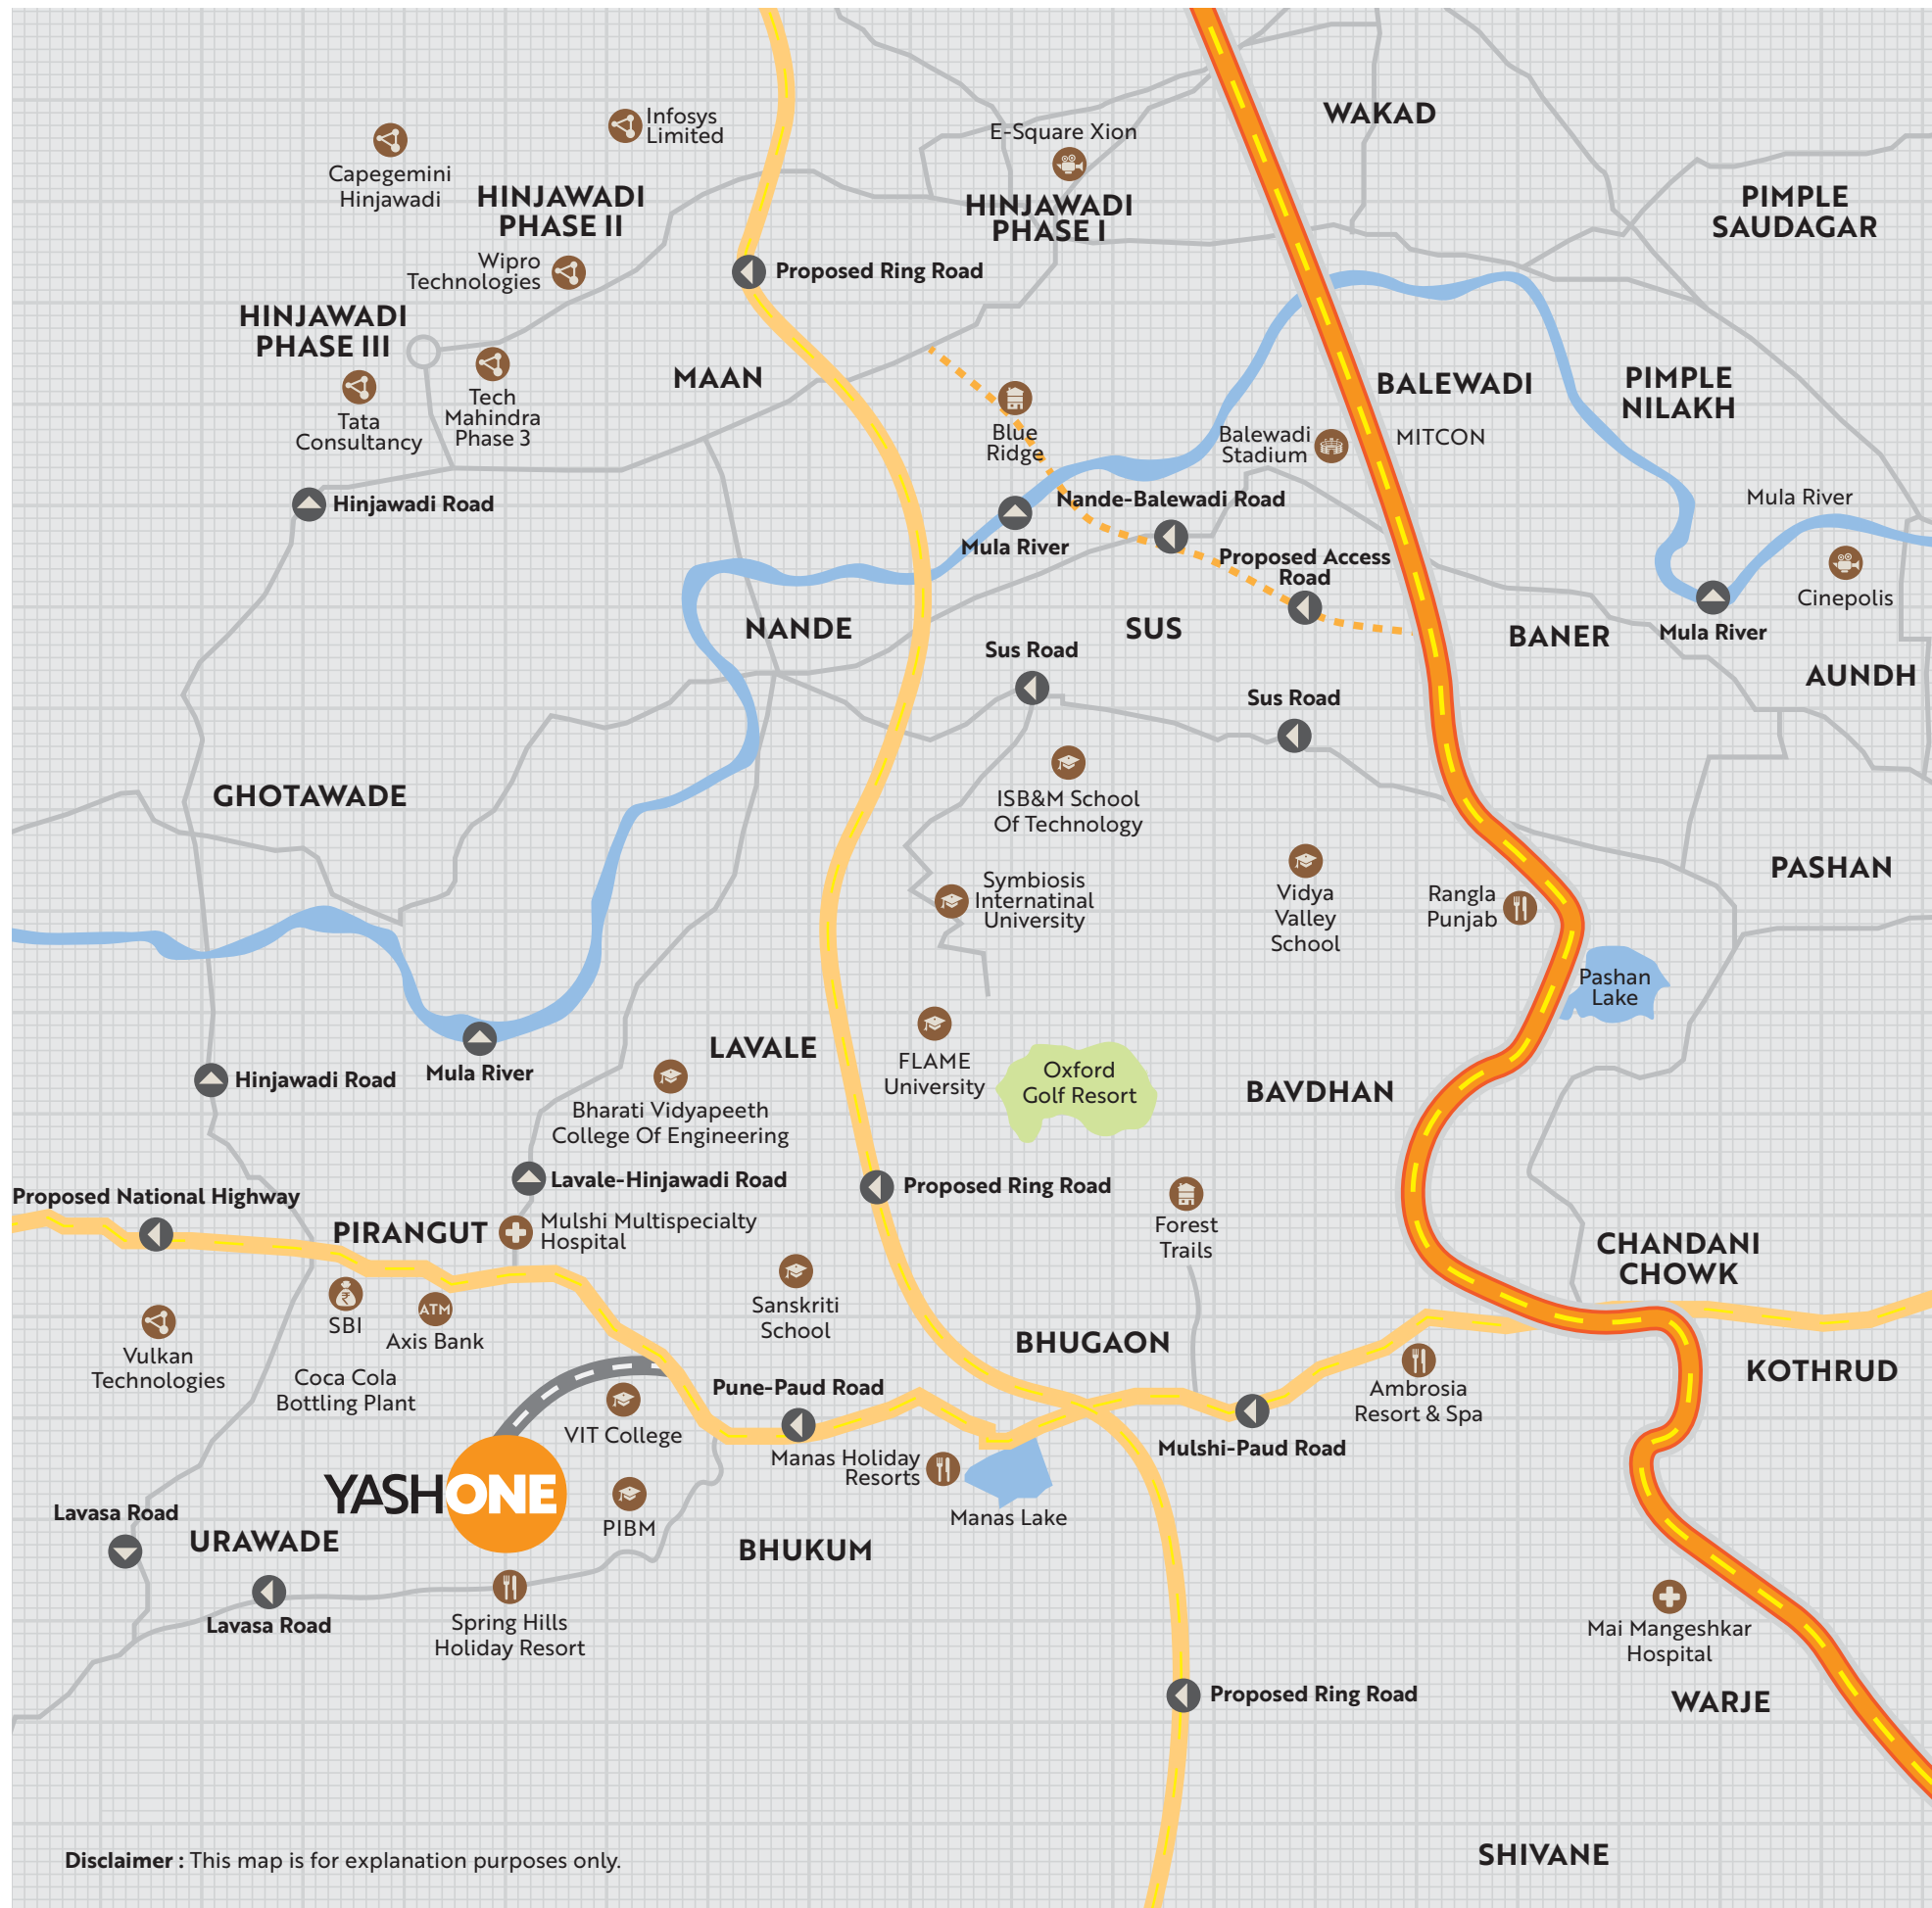 WAKAD
Infosys
Limited
E-Square Xion
Capegemini
Hinjawadi
HINJAWADI
PHASE II
HINJAWADI
PHASE I
PIMPLE
SAUDAGAR
Wipro
Technologies
Proposed Ring Road
HINJAWADI
PHASE III
MAAN
BALEWADI
PIMPLE
NILAKH
Tech
Mahindra
Phase 3
Tata
Consultancy
Blue
Ridge
Balewadi
Stadium
MITCON
Hinjawadi Road
Nande-Balewadi Road
Mula River
Mula River
Proposed Access
Road
Cinepolis
NANDE
SUS
BANER
Mula River
Sus Road
AUNDH
Sus Road
GHOTAWADE
ISB&M School
Of Technology
PASHAN
Symbiosis
Internatinal
University
Vidya
Valley
School
Rangla
Punjab
Pashan
Lake
LAVALE
FLAME
University
Oxford
Golf Resort
BAVDHAN
Hinjawadi Road
Mula River
Bharati Vidyapeeth
College Of Engineering
Lavale-Hinjawadi Road
Proposed Ring Road
Proposed National Highway
PIRANGUT
Mulshi Multispecialty
Hospital
Forest
Trails
CHANDANI
CHOWK
SBI
ATM
Axis Bank
Sanskriti
School
BHUGAON
Vulkan
Technologies
Coca Cola
Bottling Plant
KOTHRUD
Pune-Paud Road
Ambrosia
Resort & Spa
VIT College
Mulshi-Paud Road
Manas Holiday
Resorts
YASHONE
Manas Lake
PIBM
Lavasa Road
URAWADE
BHUKUM
Lavasa Road
Spring Hills
Holiday Resort
Mai Mangeshkar
Hospital
Proposed Ring Road
WARJE
SHIVANE
Disclaimer : This map is for explanation purposes only.